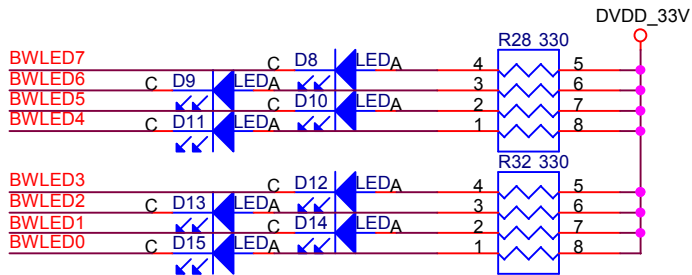 DVDD_33V
R28 330
BWLED7 C D8 LED A 4 5
BWLED6 C D9 LED A 3 6
BWLED5 C D10 LED A 2 7
BWLED4 C D11 LED A 1 8
R32 330
BWLED3 C D12 LED A 4 5
BWLED2 C D13 LED A 3 6
BWLED1 C D14 LED A 2 7
BWLED0 C D15 LED A 1 8